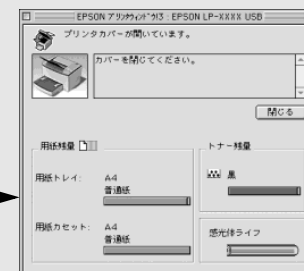 EPSON プリンタウィンドウ!3 : EPSON LP-XXXX USB
プリンタカバーが開いています。
カバーを閉じてください。
閉じる
用紙残量
用紙トレイ: A4
普通紙
用紙カセット: A4
普通紙
トナー残量
黒
感光体ライフ